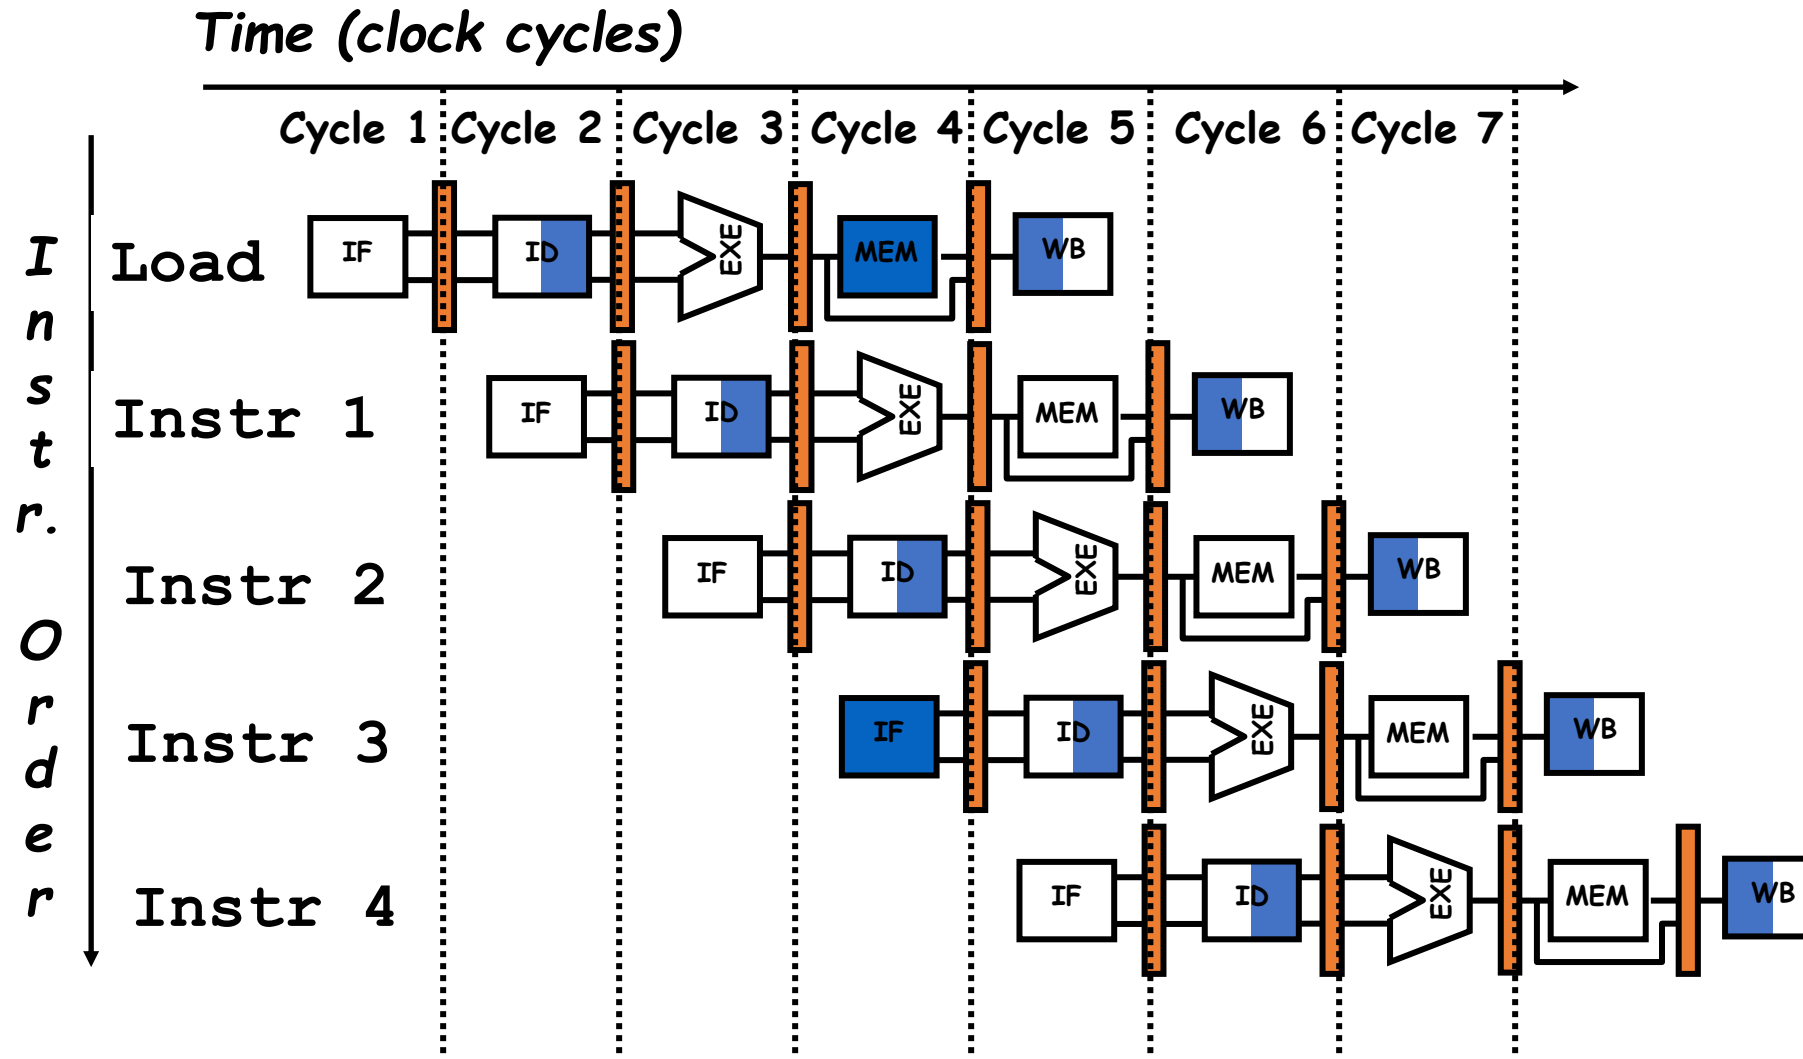 Time (clock cycles)
Cycle 1 Cycle 2 Cycle 3 Cycle 4 Cycle 5 Cycle 6 Cycle 7
Instr. Order
Load IF ID EXE MEM WB
Instr 1 IF ID EXE MEM WB
Instr 2 IF ID EXE MEM WB
Instr 3 IF ID EXE MEM WB
Instr 4 IF ID EXE MEM WB